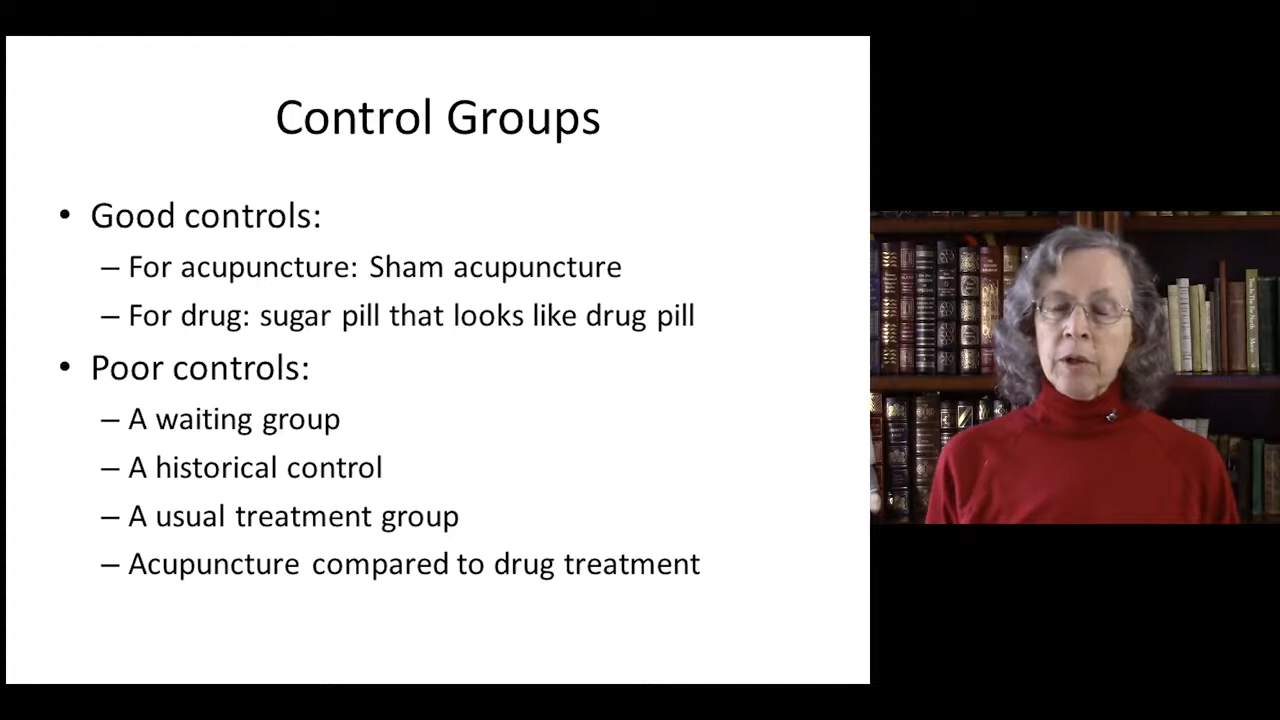 Control Groups
• Good controls:
– For acupuncture: Sham acupuncture
– For drug: sugar pill that looks like drug pill
• Poor controls:
– A waiting group
– A historical control
– A usual treatment group
– Acupuncture compared to drug treatment